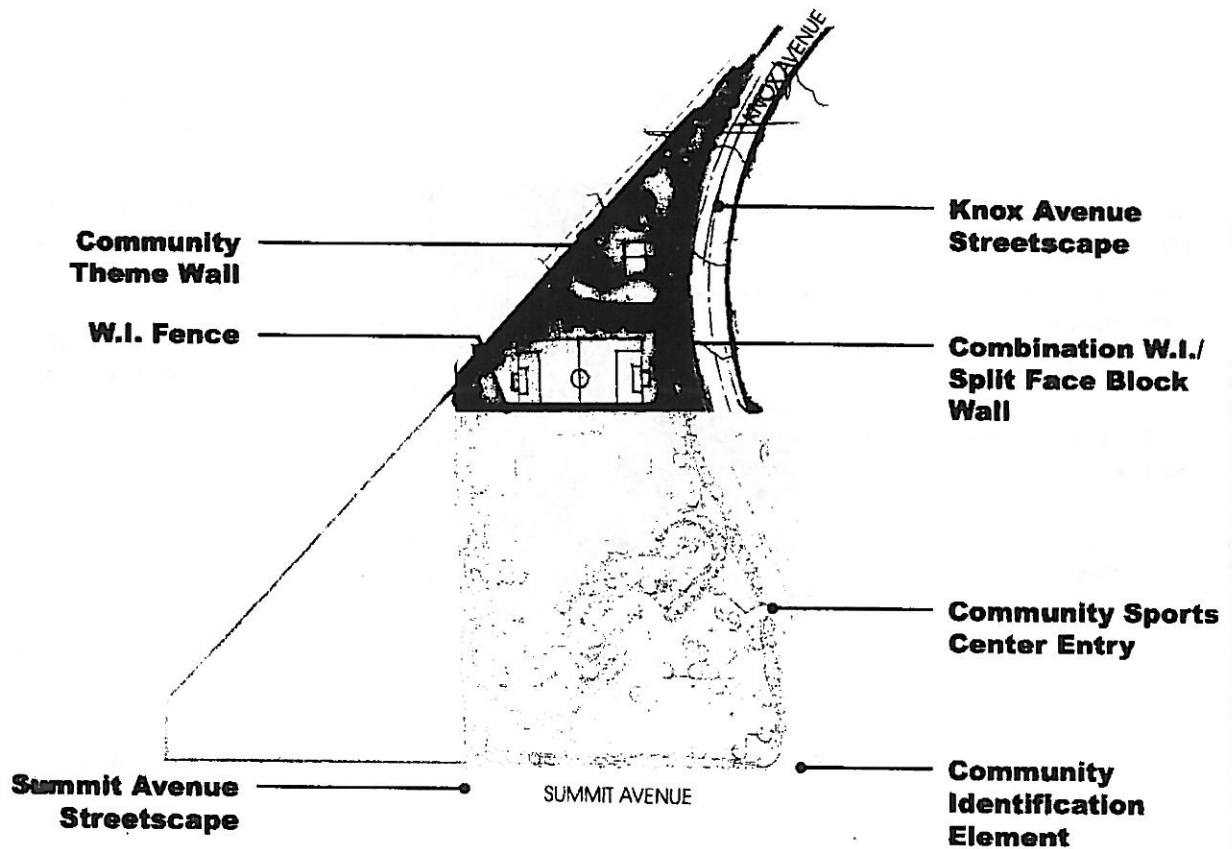 KNOX AVENUE
Knox Avenue
Streetscape
Community
Theme Wall
W.I. Fence
Combination W.I./
Split Face Block
Wall
Community Sports
Center Entry
Summit Avenue
Streetscape
SUMMIT AVENUE
Community
Identification
Element